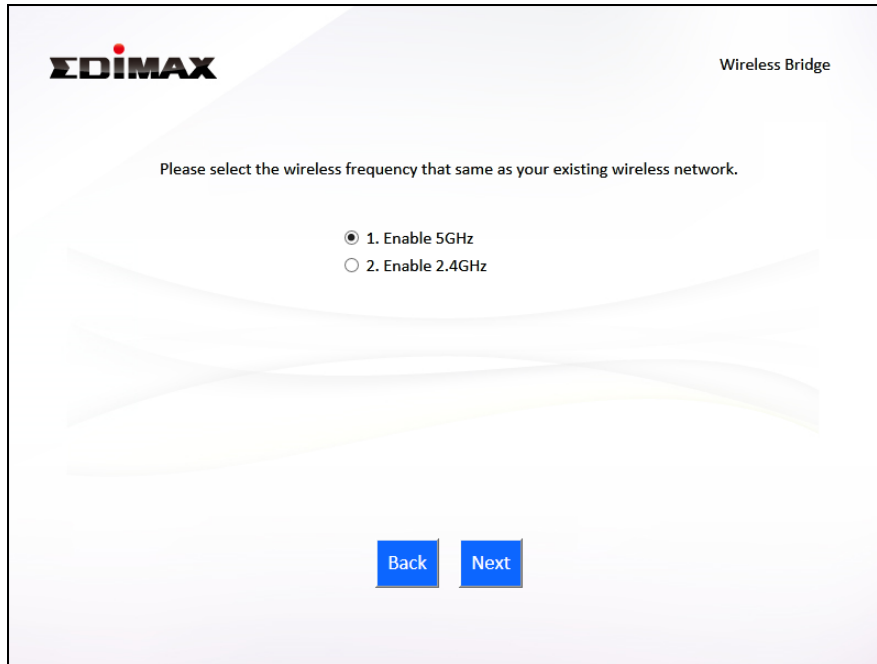 EDIMAX
Wireless Bridge
Please select the wireless frequency that same as your existing wireless network.
1. Enable 5GHz
2. Enable 2.4GHz
Back
Next